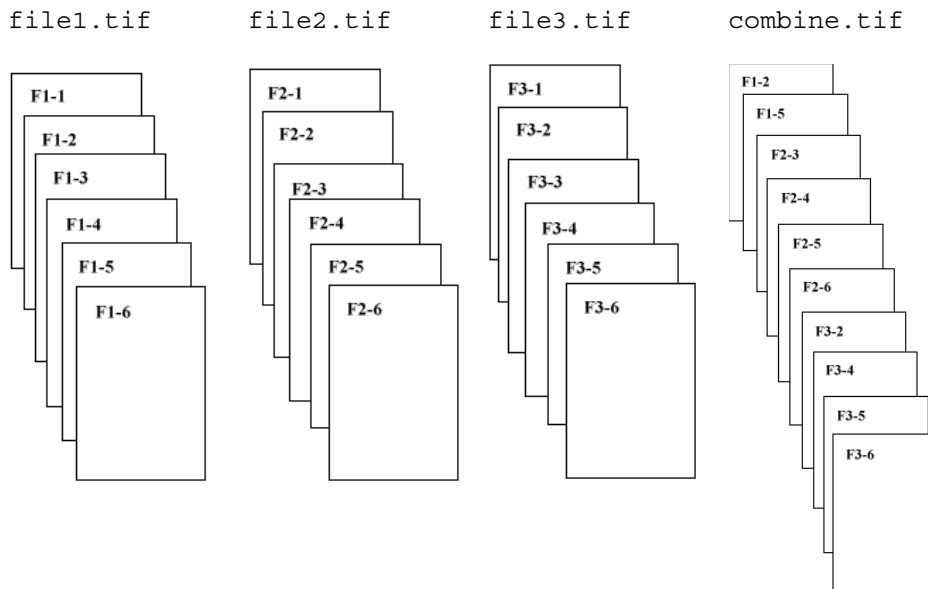 file1.tif
F1-1
F1-2
F1-3
F1-4
F1-5
F1-6
file2.tif
F2-1
F2-2
F2-3
F2-4
F2-5
F2-6
file3.tif
F3-1
F3-2
F3-3
F3-4
F3-5
F3-6
combine.tif
F1-2
F1-5
F2-3
F2-4
F2-5
F2-6
F3-2
F3-4
F3-5
F3-6